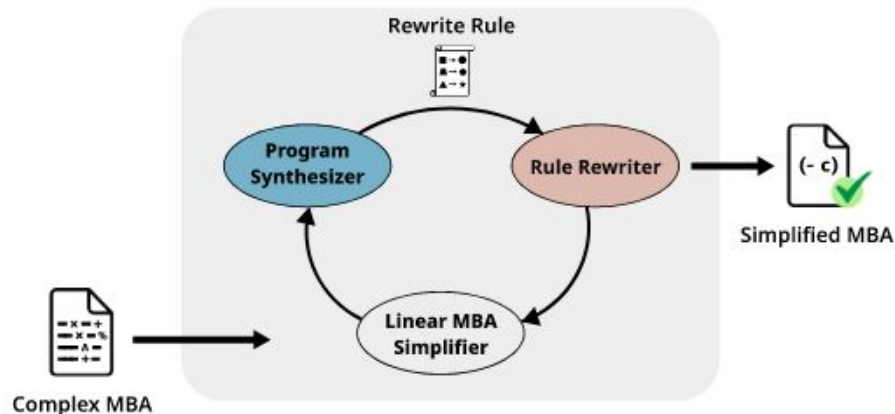 Rewrite Rule
Program
Synthesizer
Rule Rewriter
(- c)
Simplified MBA
Linear MBA
Simplifier
Complex MBA